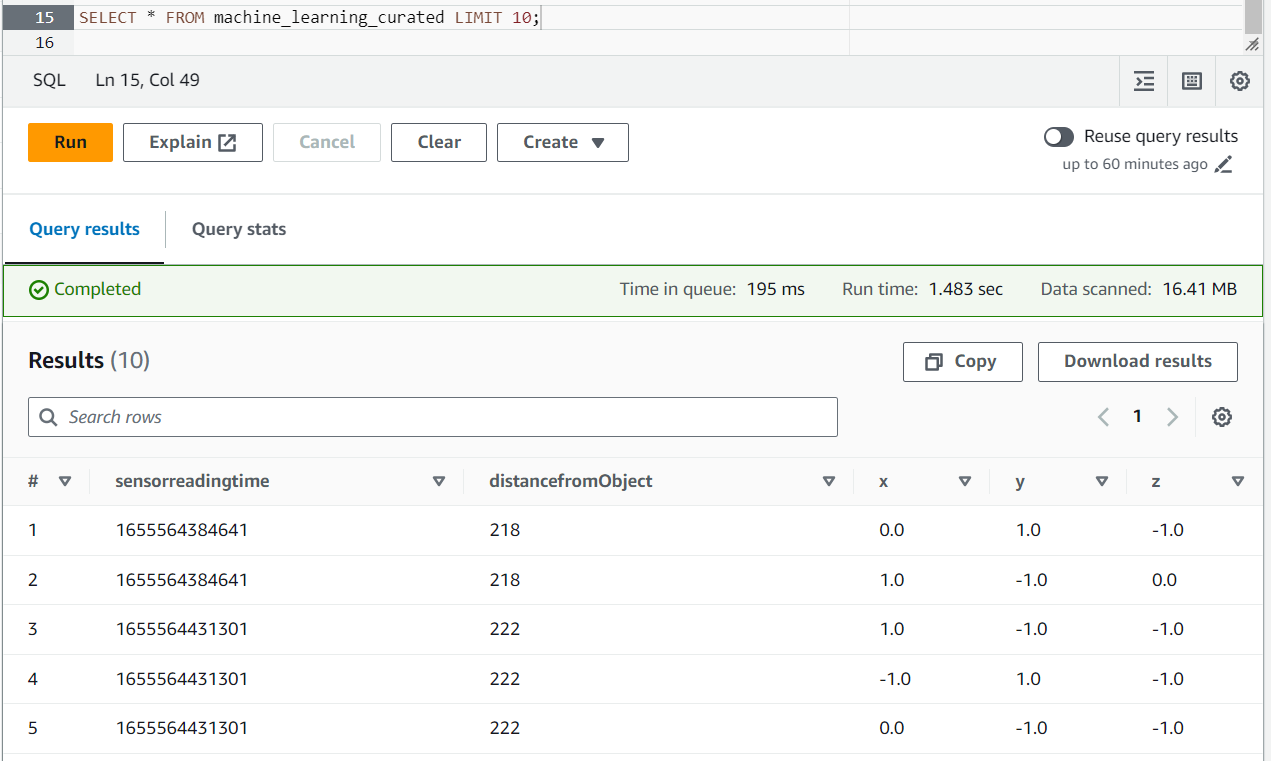 15 SELECT * FROM machine_learning_curated LIMIT 10;
16
SQL Ln 15, Col 49
Run Explain Cancel Clear Create Reuse query results
up to 60 minutes ago
Query results Query stats
Completed Time in queue: 195 ms Run time: 1.483 sec Data scanned: 16.41 MB
Results (10) Copy Download results
Search rows 1
# sensorreadingtime distancefromObject x y z
1 1655564384641 218 0.0 1.0 -1.0
2 1655564384641 218 1.0 -1.0 0.0
3 1655564431301 222 1.0 -1.0 -1.0
4 1655564431301 222 -1.0 1.0 -1.0
5 1655564431301 222 0.0 -1.0 -1.0